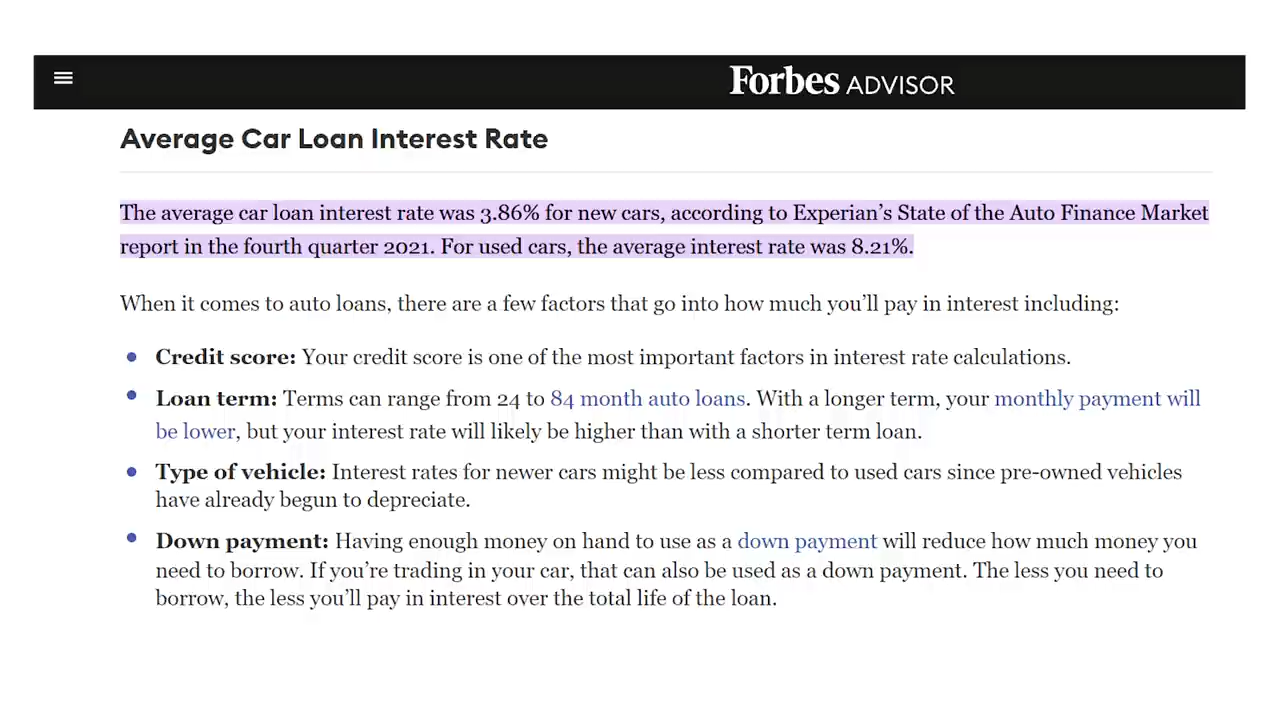 Forbes ADVISOR
Average Car Loan Interest Rate
The average car loan interest rate was 3.86% for new cars, according to Experian’s State of the Auto Finance Market
report in the fourth quarter 2021. For used cars, the average interest rate was 8.21%.
When it comes to auto loans, there are a few factors that go into how much you’ll pay in interest including:
• Credit score: Your credit score is one of the most important factors in interest rate calculations.
• Loan term: Terms can range from 24 to 84 month auto loans. With a longer term, your monthly payment will
be lower, but your interest rate will likely be higher than with a shorter term loan.
• Type of vehicle: Interest rates for newer cars might be less compared to used cars since pre-owned vehicles
have already begun to depreciate.
• Down payment: Having enough money on hand to use as a down payment will reduce how much money you
need to borrow. If you’re trading in your car, that can also be used as a down payment. The less you need to
borrow, the less you’ll pay in interest over the total life of the loan.